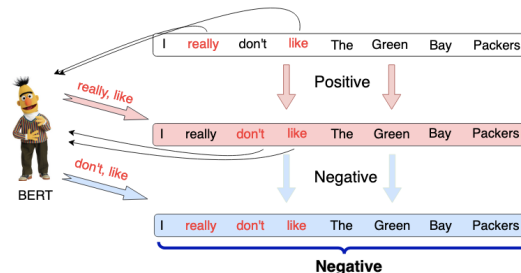 I really don't like The Green Bay Packers
Positive
really, like
I really don't like The Green Bay Packers
don't, like
Negative
BERT
I really don't like The Green Bay Packers
Negative